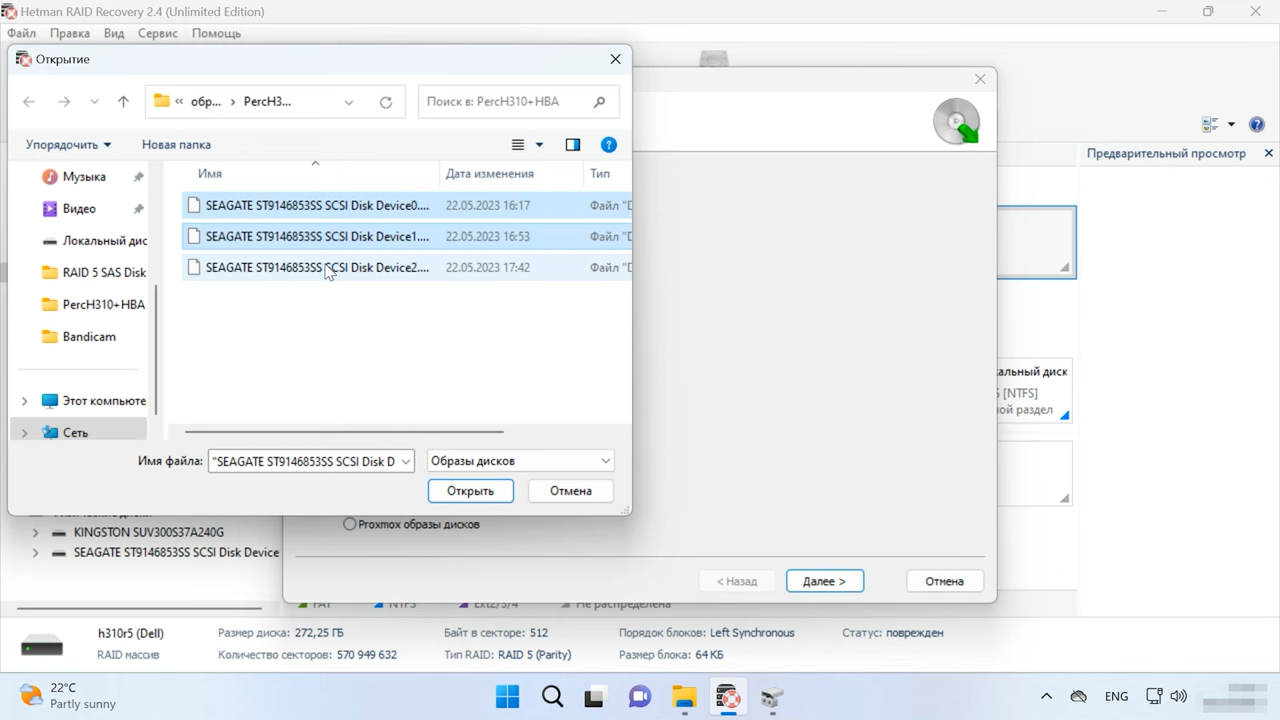 Hetman RAID Recovery 2.4 (Unlimited Edition)
Файл Правка Вид Сервис Помощь
Открытие
« обр... > PercH3...
Поиск в: PercH310+HBA
Упорядочить Новая папка
Предварительный просмотр
Имя Дата изменения Тип
Музыка
Видео
Локальный дис
RAID 5 SAS Disk
PercH310+HBA
Bandicam
Этот компьюте
Сеть
SEAGATE ST9146853SS SCSI Disk Device0.... 22.05.2023 16:17 Файл "D
SEAGATE ST9146853SS SCSI Disk Device1.... 22.05.2023 16:53 Файл "D
SEAGATE ST9146853SS SCSI Disk Device2.... 22.05.2023 17:42 Файл "D
альный диск
[NTFS]
ой раздел
Имя файла: "SEAGATE ST9146853SS SCSI Disk D Образы дисков
Открыть Отмена
Proxmox образы дисков
KINGSTON SUV300S37A240G
SEAGATE ST9146853SS SCSI Disk Device
< Назад Далее > Отмена
FAT NTFS Ext2/3/4 Не распределена
h310r5 (Dell) Размер диска: 272,25 ГБ Байт в секторе: 512 Порядок блоков: Left Synchronous Статус: поврежден
RAID массив Количество секторов: 570 949 632 Тип RAID: RAID 5 (Parity) Размер блока: 64 КБ
22°C
Partly sunny
ENG